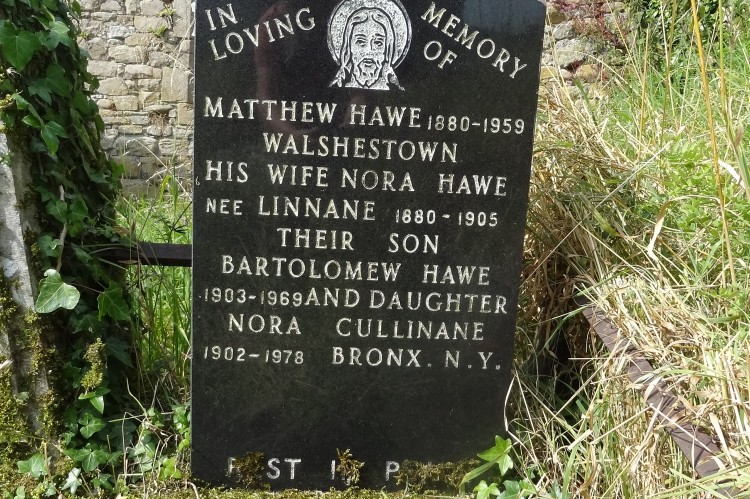 IN LOVING MEMORY OF
MATTHEW HAWE 1880-1959
WALSHESTOWN
HIS WIFE NORA HAWE
NEE LINNANE 1880-1905
THEIR SON
BARTOLOMEW HAWE
1903-1969 AND DAUGHTER
NORA CULLINANE
1902-1978 BRONX. N.Y.